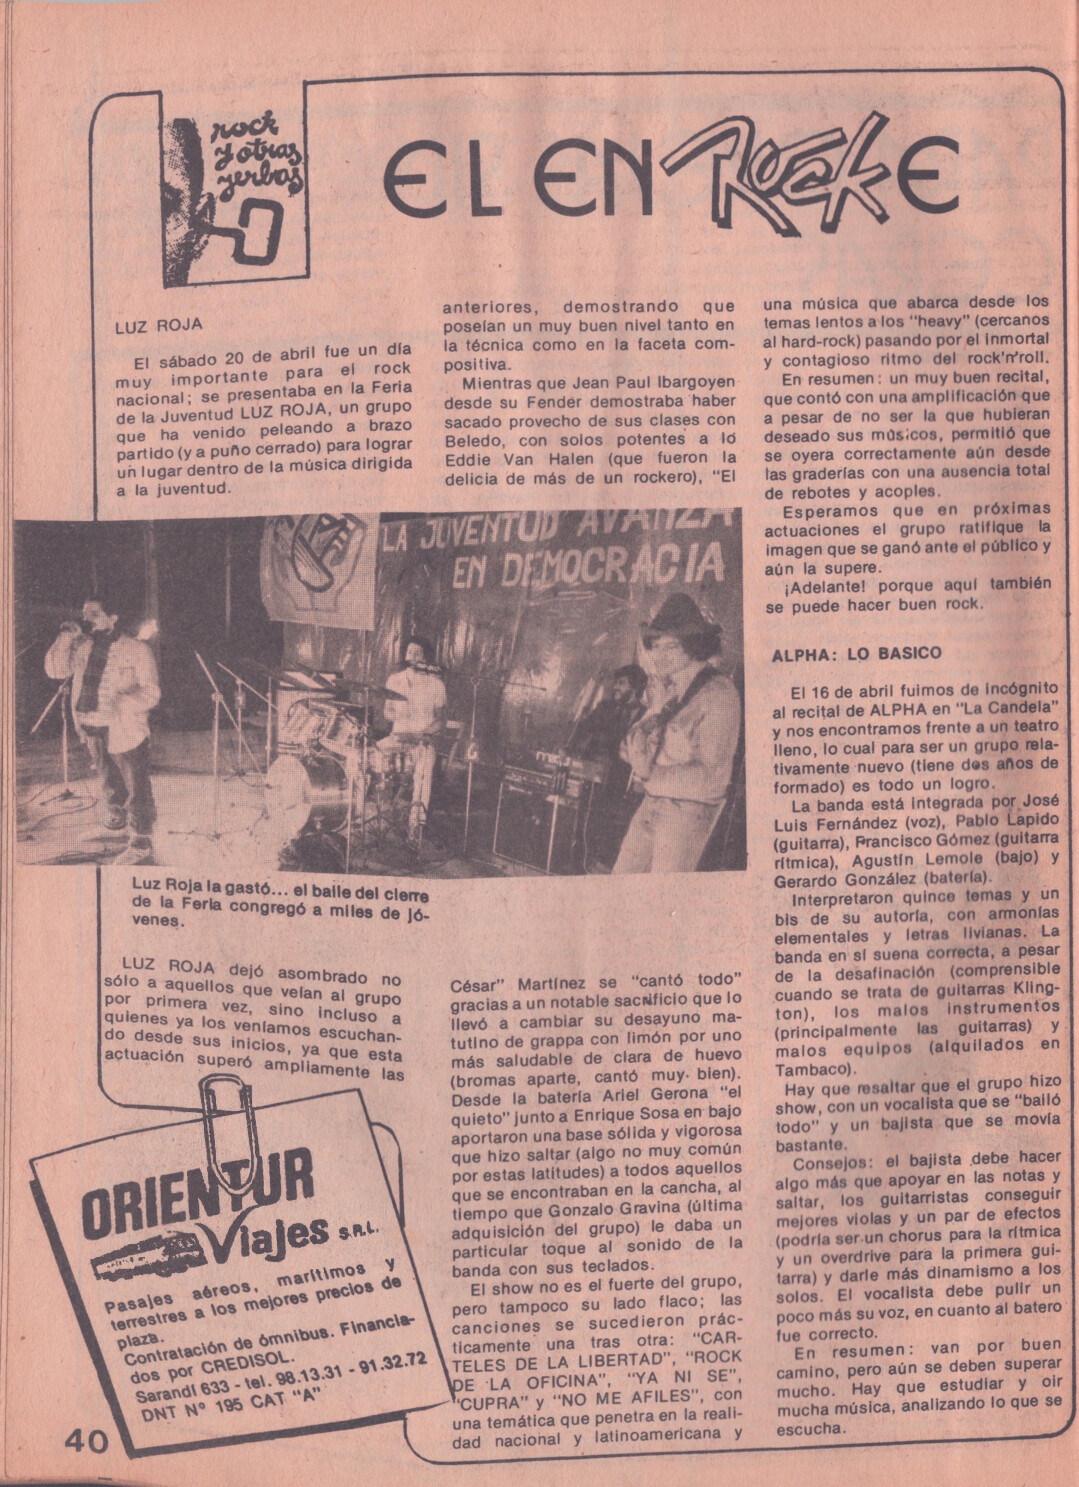 rock
y otras
yerbas
EL EN ROCK E
LUZ ROJA
El sábado 20 de abril fue un día
muy importante para el rock
nacional; se presentaba en la Feria
de la Juventud LUZ ROJA, un grupo
que ha venido peleando a brazo
partido (y a puño cerrado) para lograr
un lugar dentro de la música dirigida
a la juventud.
LA JUVENTUD AVANZA
EN DEMOCRACIA
Luz Roja la gastó... el baile del cierre
de la Feria congregó a miles de jó-
venes.
LUZ ROJA dejó asombrado no
sólo a aquellos que veían al grupo
por primera vez, sino incluso a
quienes ya los veníamos escuchan-
do desde sus inicios, ya que esta
actuación superó ampliamente las
anteriores, demostrando que
poseían un muy buen nivel tanto en
la técnica como en la faceta com-
positiva.
Mientras que Jean Paul Ibargoyen
desde su Fender demostraba haber
sacado provecho de sus clases con
Beledo, con solos potentes a lo
Eddie Van Halen (que fueron la
delicia de más de un rockero), "El
César" Martínez se "cantó todo"
gracias a un notable sacrificio que lo
llevó a cambiar su desayuno ma-
tutino de grappa con limón por uno
más saludable de clara de huevo
(bromas aparte, cantó muy bien).
Desde la batería Ariel Gerona "el
quieto" junto a Enrique Sosa en bajo
aportaron una base sólida y vigorosa
que hizo saltar (algo no muy común
por estas latitudes) a todos aquellos
que se encontraban en la cancha, al
tiempo que Gonzalo Gravina (última
adquisición del grupo) le daba un
particular toque al sonido de la
banda con sus teclados.
El show no es el fuerte del grupo,
pero tampoco su lado flaco; las
canciones se sucedieron prác-
ticamente una tras otra: "CAR-
TELES DE LA LIBERTAD", "ROCK
DE LA OFICINA", "YA NI SE",
"CUPRA" y "NO ME AFILES", con
una temática que penetra en la reali-
dad nacional y latinoamericana y
una música que abarca desde los
temas lentos a los "heavy" (cercanos
al hard-rock) pasando por el inmortal
y contagioso ritmo del rock'n'roll.
En resumen: un muy buen recital,
que contó con una amplificación que
a pesar de no ser la que hubieran
deseado sus músicos, permitió que
se oyera correctamente aún desde
las graderías con una ausencia total
de rebotes y acoples.
Esperamos que en próximas
actuaciones el grupo ratifique la
imagen que se ganó ante el público y
aún la supere.
¡Adelante! porque aquí también
se puede hacer buen rock.
ALPHA: LO BASICO
El 16 de abril fuimos de incógnito
al recital de ALPHA en "La Candela"
y nos encontramos frente a un teatro
lleno, lo cual para ser un grupo rela-
tivamente nuevo (tiene dos años de
formado) es todo un logro.
La banda está integrada por José
Luis Fernández (voz), Pablo Lapido
(guitarra), Francisco Gómez (guitarra
rítmica), Agustín Lemole (bajo) y
Gerardo González (batería).
Interpretaron quince temas y un
bis de su autoría, con armonías
elementales y letras livianas. La
banda en sí suena correcta, a pesar
de la desafinación (comprensible
cuando se trata de guitarras Kling-
ton), los malos instrumentos
(principalmente las guitarras) y
malos equipos (alquilados en
Tambaco).
Hay que resaltar que el grupo hizo
show, con un vocalista que se "bailó
todo" y un bajista que se movía
bastante.
Consejos: el bajista debe hacer
algo más que apoyar en las notas y
saltar, los guitarristas conseguir
mejores violas y un par de efectos
(podría ser un chorus para la rítmica
y un overdrive para la primera gui-
tarra) y darle más dinamismo a los
solos. El vocalista debe pulir un
poco más su voz, en cuanto al batero
fue correcto.
En resumen: van por buen
camino, pero aún se deben superar
mucho. Hay que estudiar y oir
mucha música, analizando lo que se
escucha.
ORIENTUR
Viajes S.R.L.
Pasajes aéreos, marítimos y
terrestres a los mejores precios de
plaza.
Contratación de ómnibus. Financia-
dos por CREDISOL.
Sarandí 633 - tel. 98.13.31 - 91.32.72
DNT Nº 195 CAT "A"
40